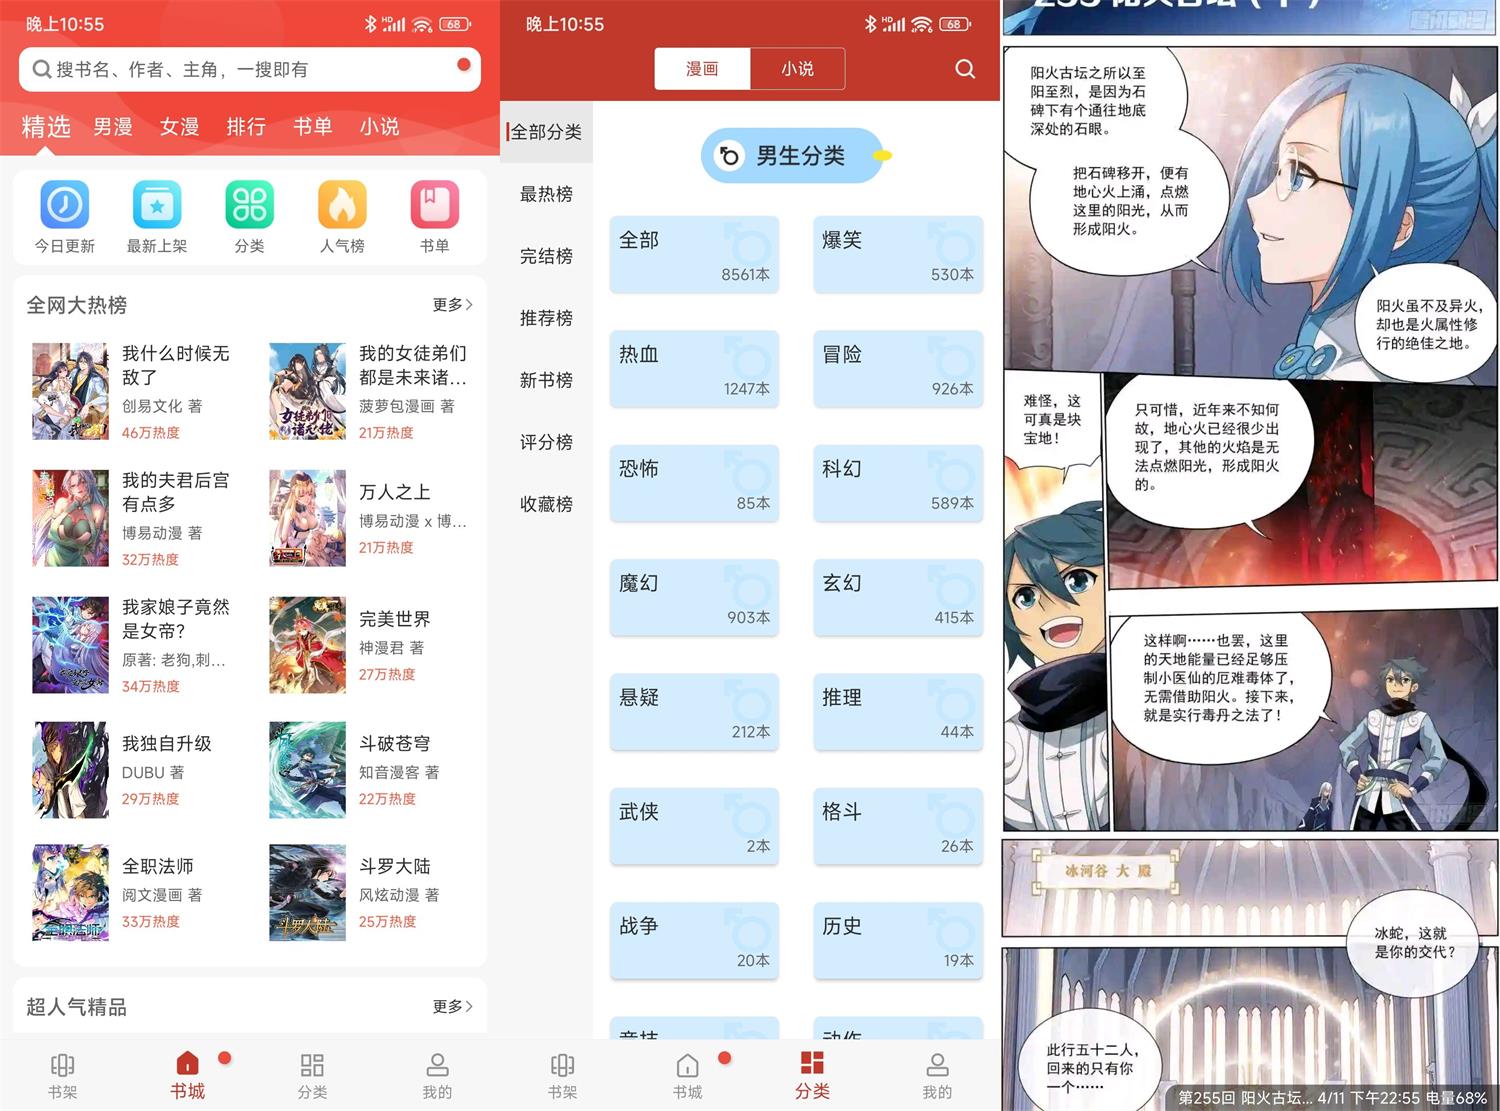 晚上10:55
68
搜书名、作者、主角，一搜即有
精选
男漫
女漫
排行
书单
小说
今日更新
最新上架
分类
人气榜
书单
全网大热榜
更多
我什么时候无
敌了
创易文化 著
46万热度
我的女徒弟们
都是未来诸...
菠萝包漫画 著
21万热度
我的夫君后宫
有点多
博易动漫 著
32万热度
万人之上
博易动漫 x 博...
21万热度
我家娘子竟然
是女帝？
原著: 老狗,刺...
34万热度
完美世界
神漫君 著
27万热度
我独自升级
DUBU 著
29万热度
斗破苍穹
知音漫客 著
22万热度
全职法师
阅文漫画 著
33万热度
斗罗大陆
风炫动漫 著
25万热度
超人气精品
更多
书架
书城
分类
我的
晚上10:55
68
漫画
小说
全部分类
最热榜
完结榜
推荐榜
新书榜
评分榜
收藏榜
男生分类
全部
8561本
爆笑
530本
热血
1247本
冒险
926本
恐怖
85本
科幻
589本
魔幻
903本
玄幻
415本
悬疑
212本
推理
44本
武侠
2本
格斗
26本
战争
20本
历史
19本
书架
书城
分类
我的
阳火古坛之所以至
阳至烈，是因为石
碑下有个通往地底
深处的石眼。
把石碑移开，便有
地心火上涌，点燃
这里的阳光，从而
形成阳火。
阳火虽不及异火，
却也是火属性修
行的绝佳之地。
难怪，这
可真是块
宝地！
只可惜，近年来不知何
故，地心火已经很少出
现了，其他的火焰是无
法点燃阳光，形成阳火
的。
这样啊……也罢，这里
的天地能量已经足够压
制小医仙的厄难毒体了，
无需借助阳火。接下来，
就是实行毒丹之法了！
冰河谷 大 殿
冰蛇，这就
是你的交代？
此行五十二人，
回来的只有你
一个……
第255回 阳火古坛... 4/11 下午22:55 电量68%